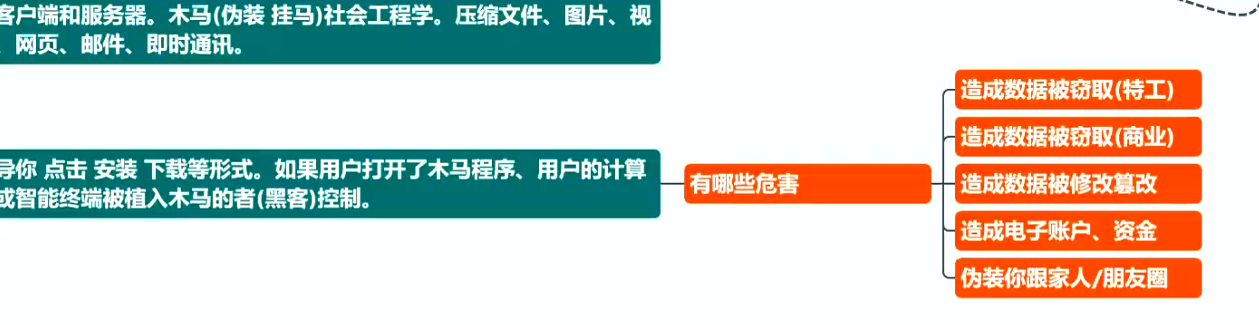 客户端和服务器。木马(伪装 挂马)社会工程学。压缩文件、图片、视
、网页、邮件、即时通讯。
导你 点击 安装 下载等形式。如果用户打开了木马程序、用户的计算
或智能终端被植入木马的者(黑客)控制。
有哪些危害
造成数据被窃取(特工)
造成数据被窃取(商业)
造成数据被修改篡改
造成电子账户、资金
伪装你跟家人/朋友圈